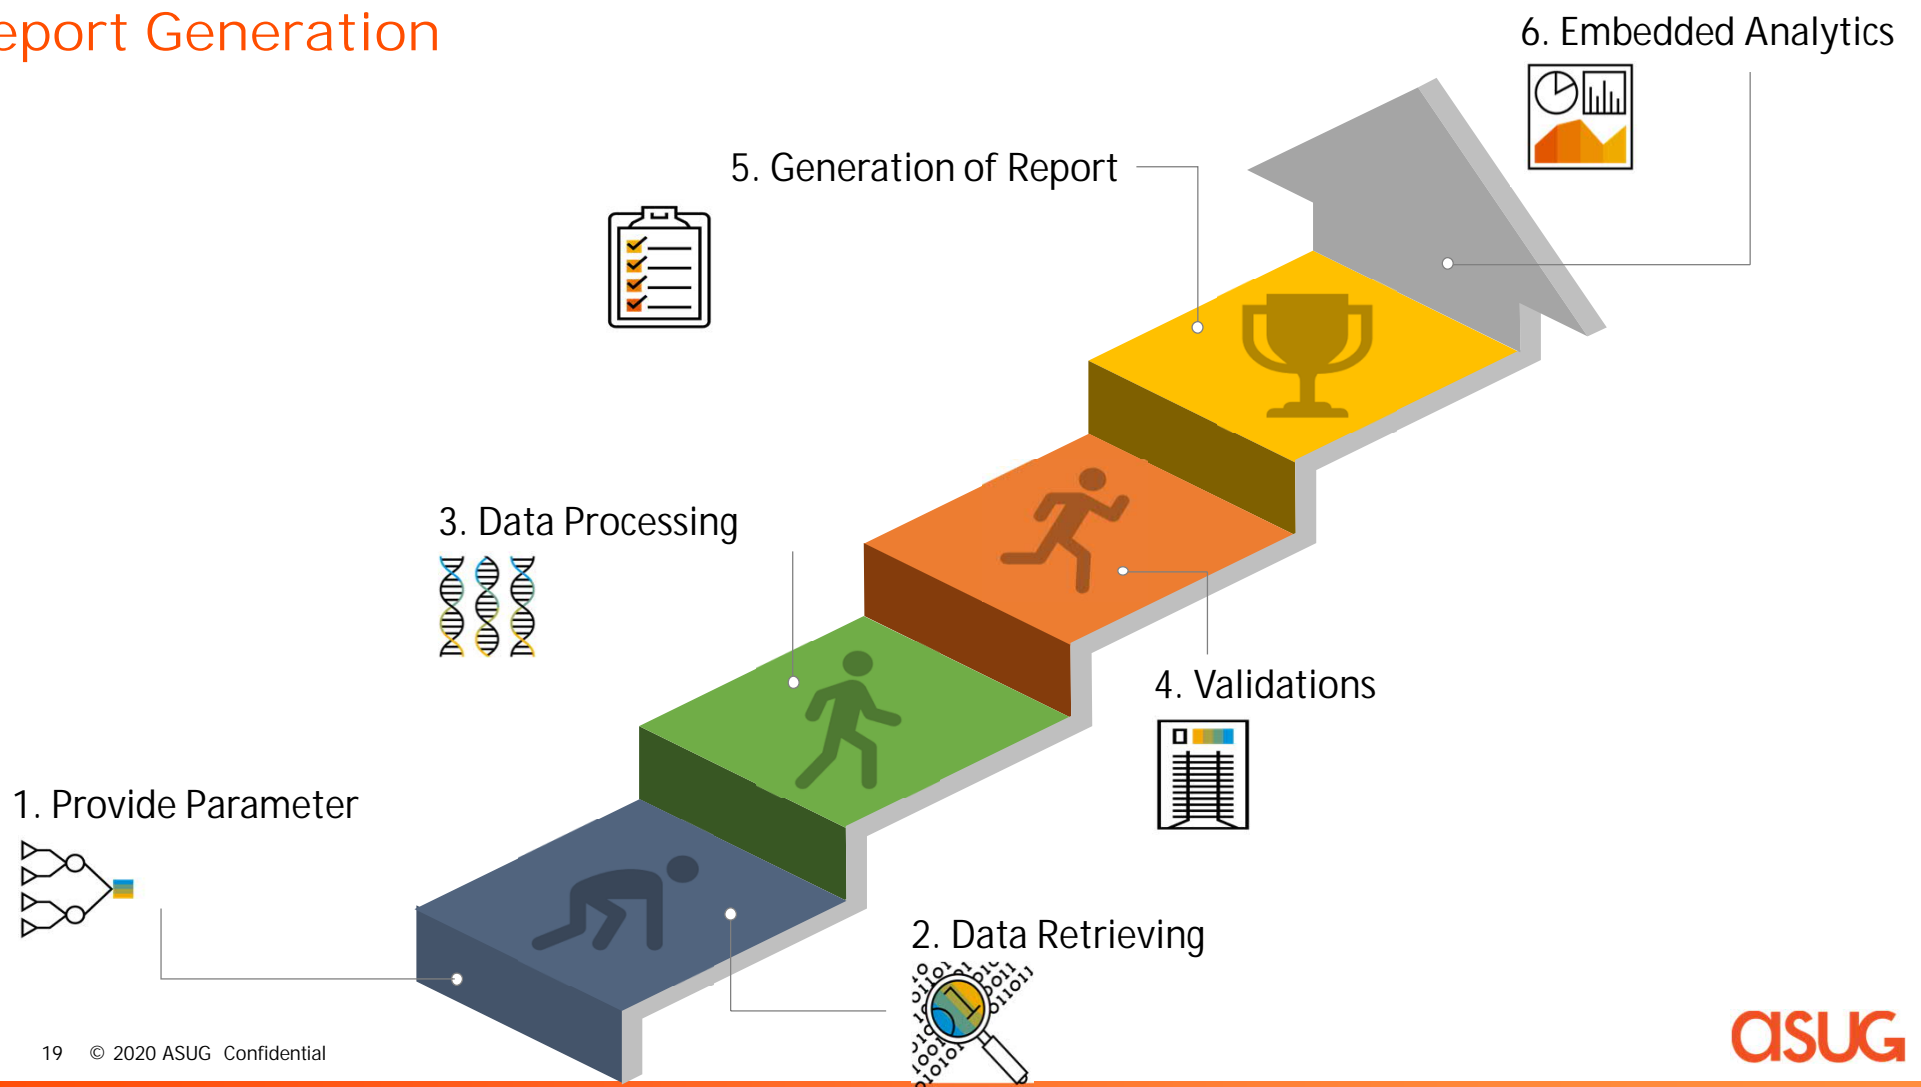 eport Generation
6. Embedded Analytics
5. Generation of Report
3. Data Processing
4. Validations
1. Provide Parameter
2. Data Retrieving
19 © 2020 ASUG Confidential
asug